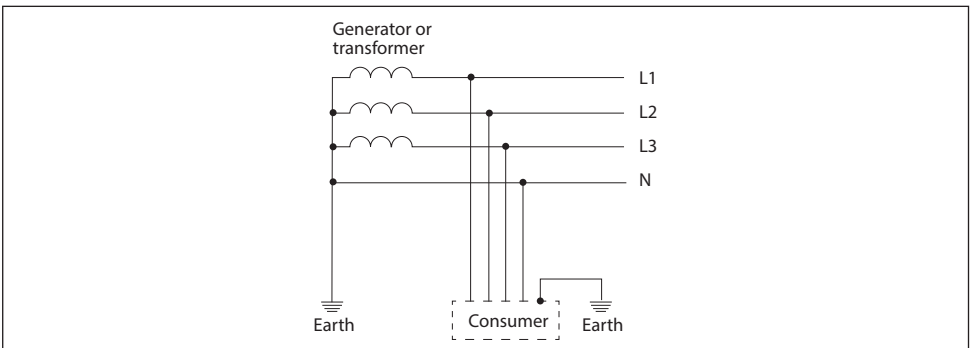 Generator or
transformer
L1
L2
L3
N
Earth
Consumer
Earth